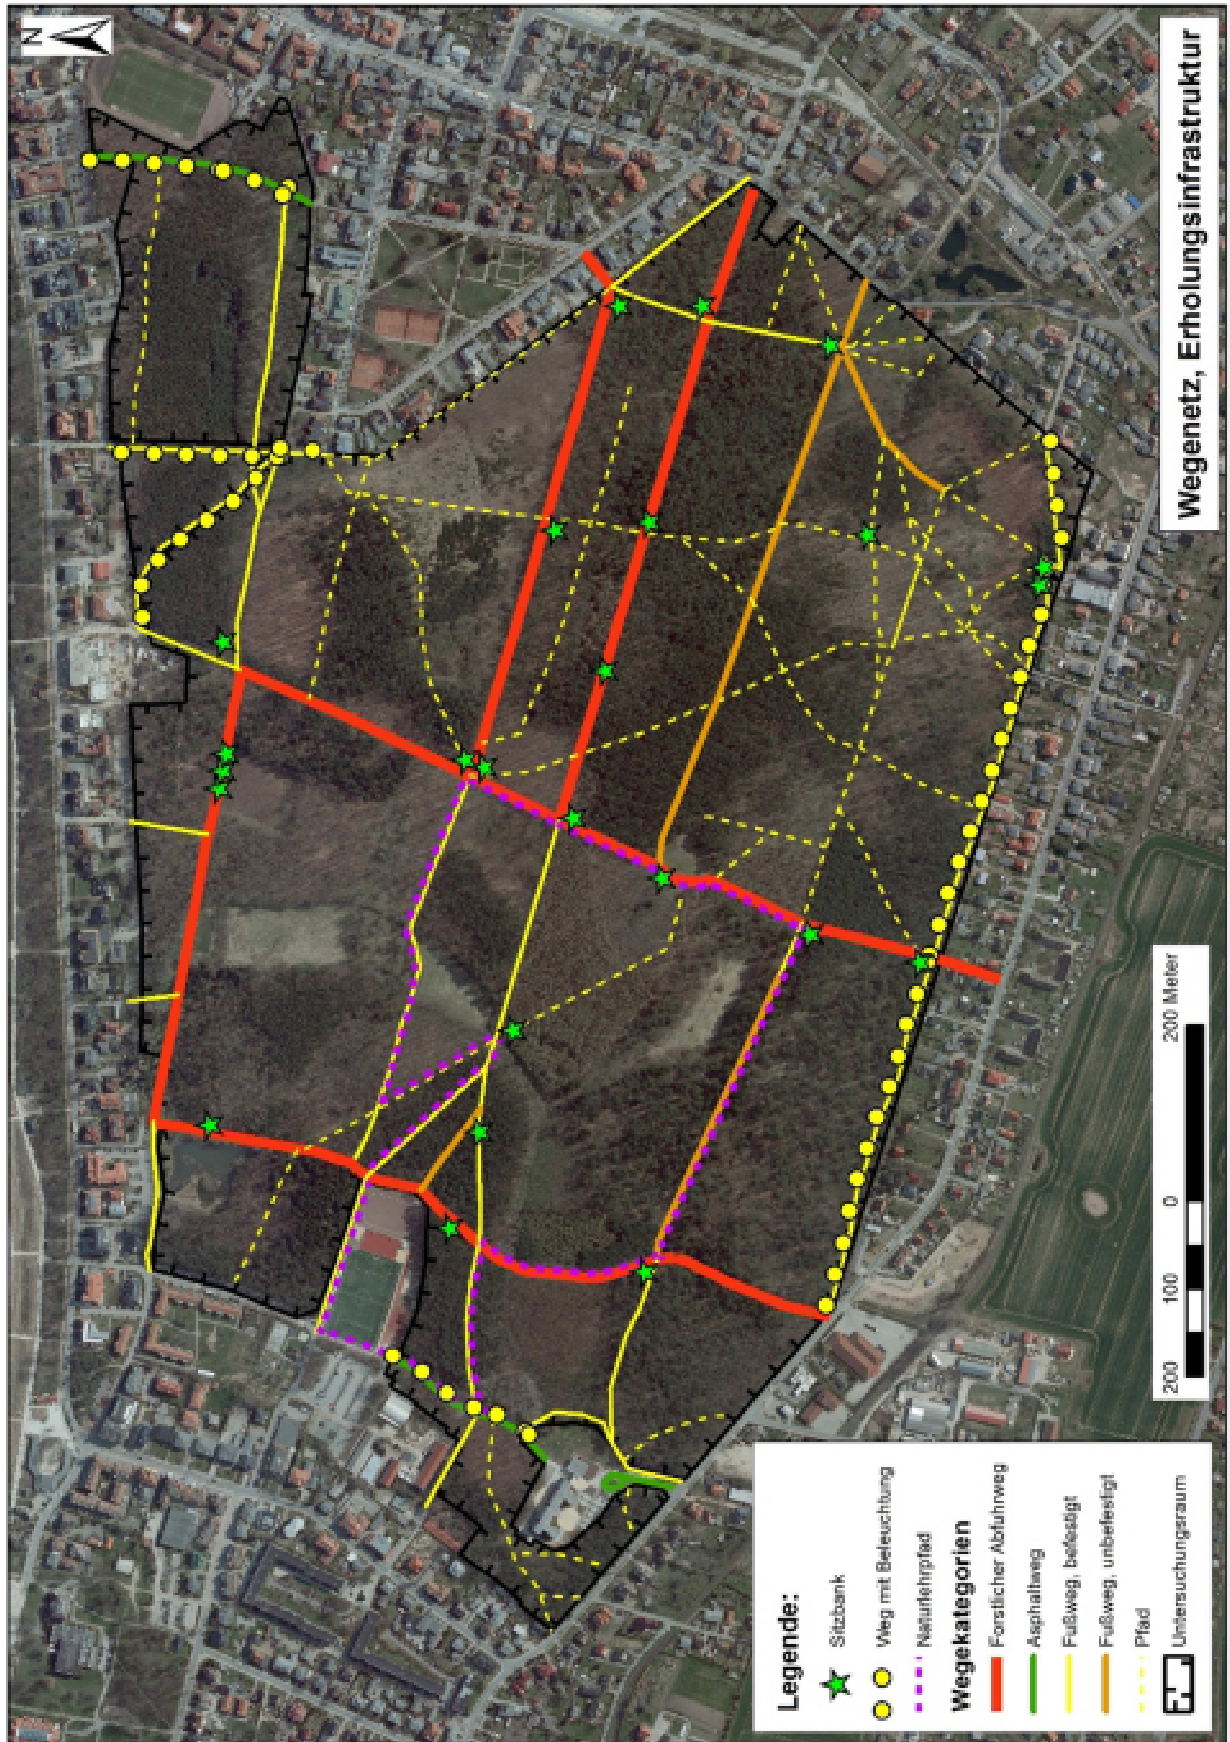 N
Wegenetz, Erholungsinfrastruktur
Legende:
Sitzbank
Weg mit Beleuchtung
Naturlehrpfad
Wegekategorien
Forstlicher Abfuhrweg
Asphaltweg
Fußweg, befestigt
Fußweg, unbefestigt
Pfad
Untersuchungsraum
200 100 0 200 Meter